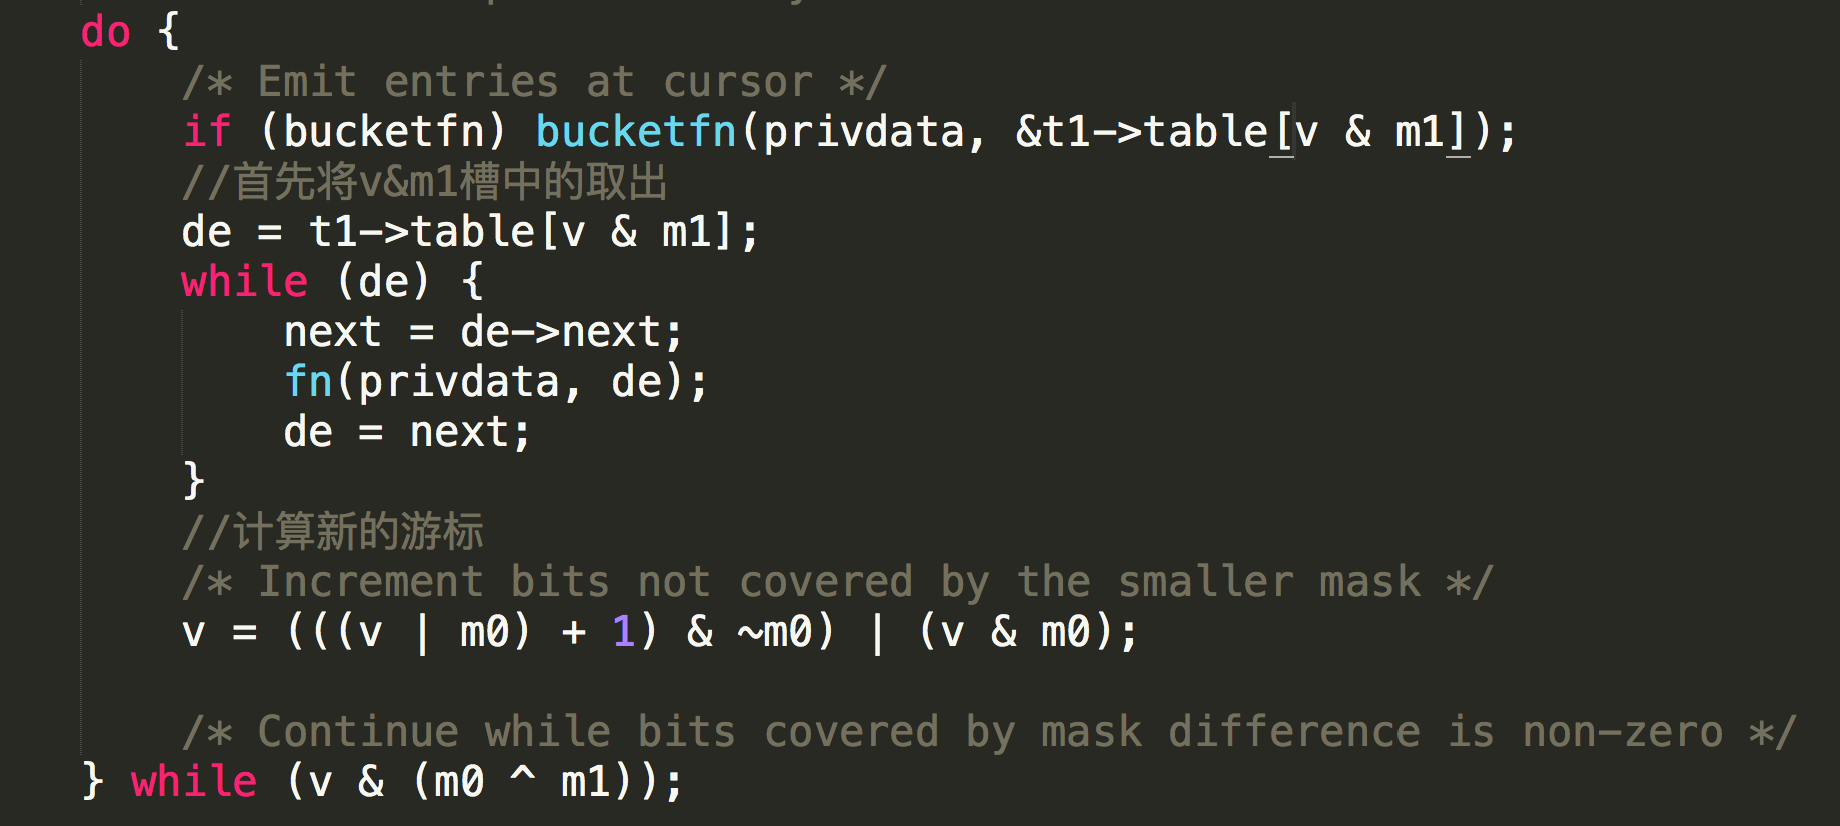 do {
/* Emit entries at cursor */
if (bucketfn) bucketfn(privdata, &t1->table[v & m1]);
//首先将v&m1槽中的取出
de = t1->table[v & m1];
while (de) {
next = de->next;
fn(privdata, de);
de = next;
}
//计算新的游标
/* Increment bits not covered by the smaller mask */
v = (((v | m0) + 1) & ~m0) | (v & m0);
/* Continue while bits covered by mask difference is non-zero */
} while (v & (m0 ^ m1));